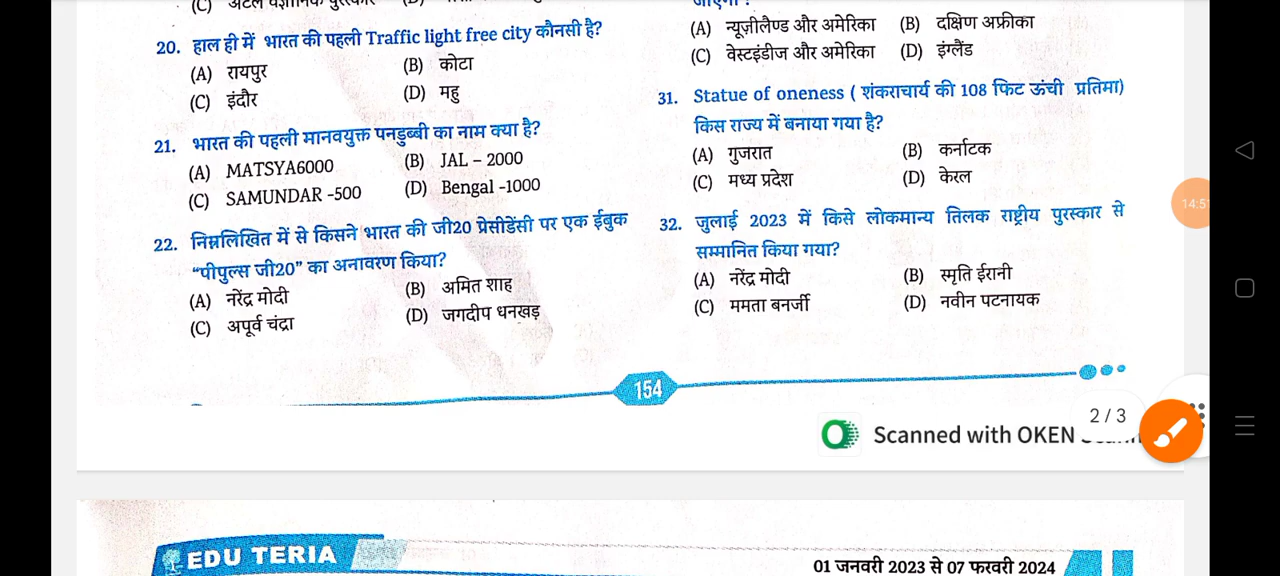 20. हाल ही में भारत की पहली Traffic light free city कौनसी है?
(A) रायपुर (B) कोटा
(C) इंदौर (D) महु
21. भारत की पहली मानवयुक्त पनडुब्बी का नाम क्या है?
(A) MATSYA6000 (B) JAL – 2000
(C) SAMUNDAR -500 (D) Bengal -1000
22. निम्नलिखित में से किसने भारत की जी20 प्रेसीडेंसी पर एक ईबुक
“पीपुल्स जी20” का अनावरण किया?
(A) नरेंद्र मोदी (B) अमित शाह
(C) अपूर्व चंद्रा (D) जगदीप धनखड़
(A) न्यूज़ीलैण्ड और अमेरिका (B) दक्षिण अफ्रीका
(C) वेस्टइंडीज और अमेरिका (D) इंग्लैंड
31. Statue of oneness ( शंकराचार्य की 108 फिट ऊंची प्रतिमा)
किस राज्य में बनाया गया है?
(A) गुजरात (B) कर्नाटक
(C) मध्य प्रदेश (D) केरल
32. जुलाई 2023 में किसे लोकमान्य तिलक राष्ट्रीय पुरस्कार से
सम्मानित किया गया?
(A) नरेंद्र मोदी (B) स्मृति ईरानी
(C) ममता बनर्जी (D) नवीन पटनायक
154
14:51
2 / 3
Scanned with OKEN
EDU TERIA
01 जनवरी 2023 से 07 फरवरी 2024